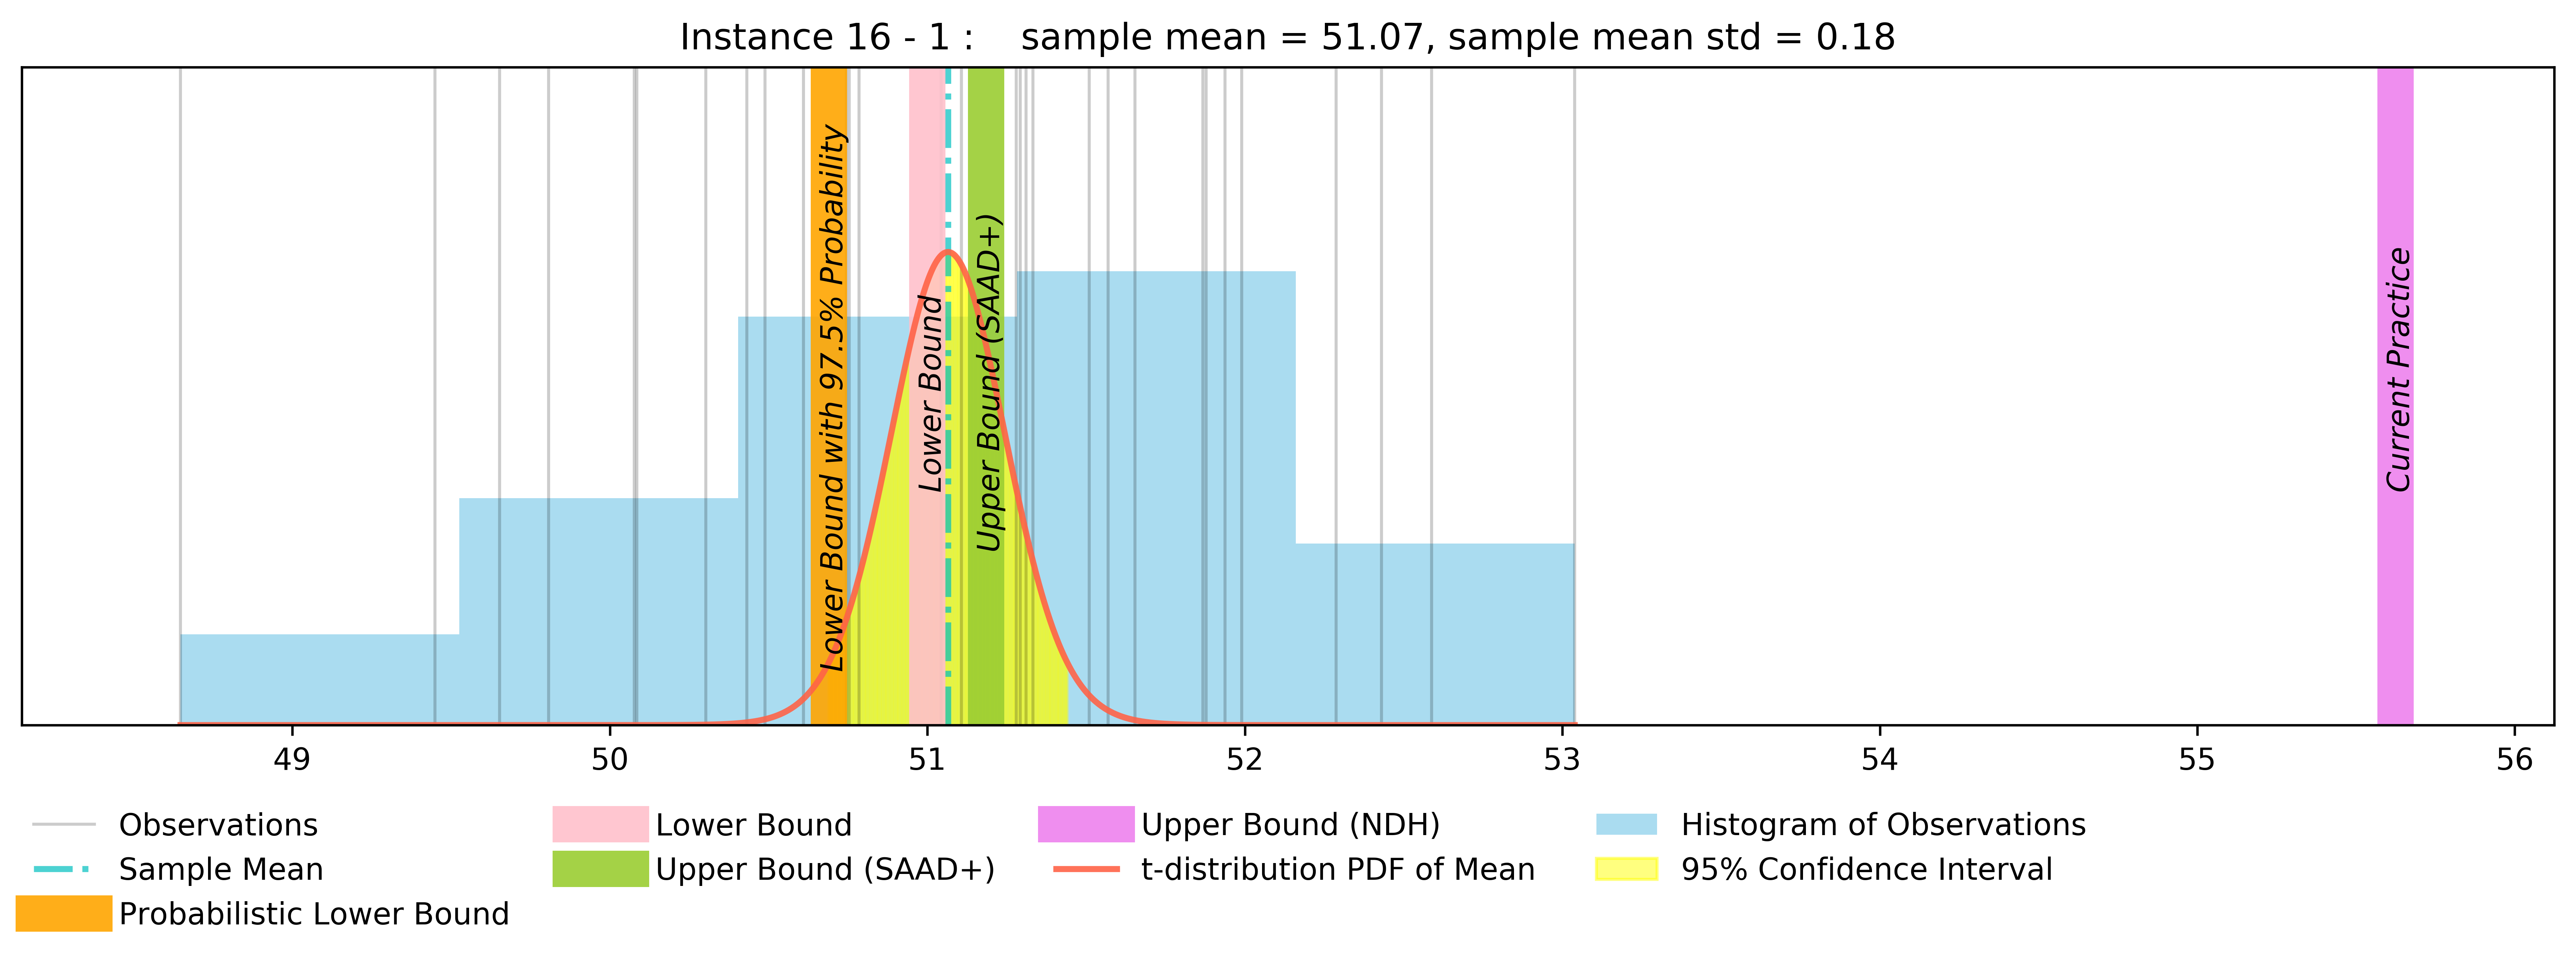 Instance 16 - 1 :    sample mean = 51.07, sample mean std = 0.18
Lower Bound with 97.5% Probability
Lower Bound
Upper Bound (SAAD+)
Current Practice
49 50 51 52 53 54 55 56
Observations
Sample Mean
Probabilistic Lower Bound
Lower Bound
Upper Bound (SAAD+)
Upper Bound (NDH)
t-distribution PDF of Mean
Histogram of Observations
95% Confidence Interval